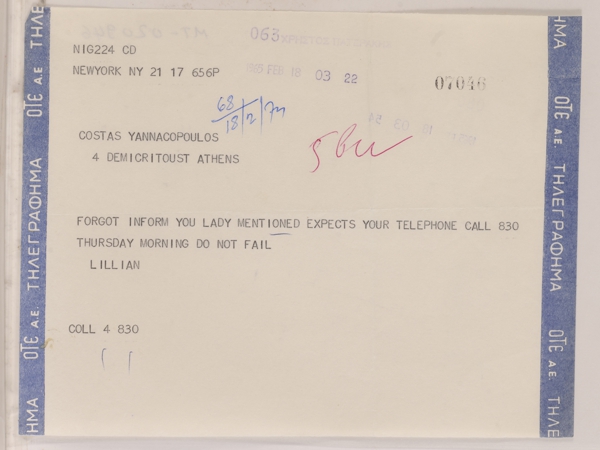 063
NIG224 CD
NEWYORK NY 21 17 656P
FEB 18 03 22
07046
68
18/2/
COSTAS YANNACOPOULOS
4 DEMICRITOUST ATHENS
FORGOT INFORM YOU LADY MENTIONED EXPECTS YOUR TELEPHONE CALL 830
THURSDAY MORNING DO NOT FAIL
LILLIAN
COLL 4 830
ΟΤΕ Α.Ε. ΤΗΛΕΓΡΑΦΗΜΑ
ΟΤΕ Α.Ε. ΤΗΛΕΓΡΑΦΗΜΑ